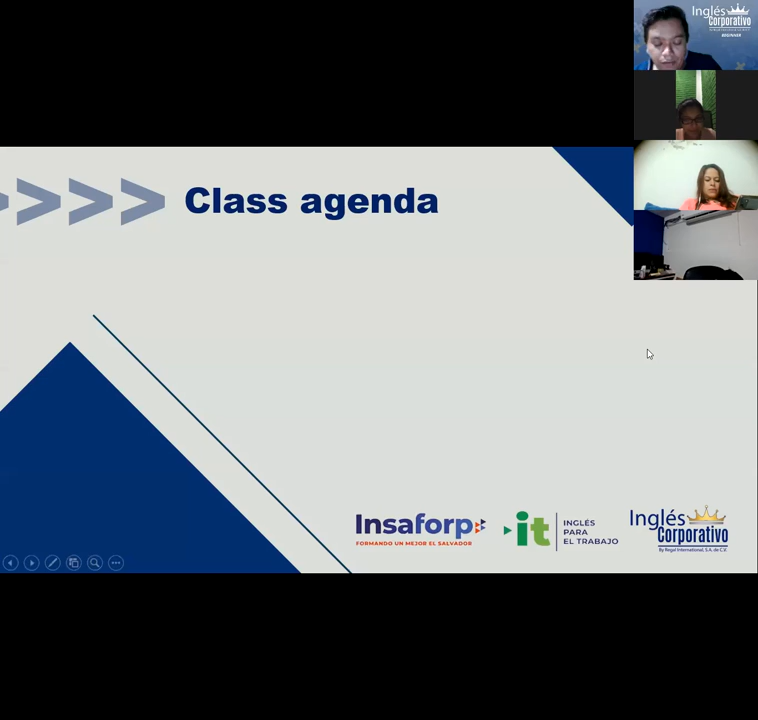 Inglés
Corporativo
BEGINNER
Class agenda
Insaforp
FORMANDO UN MEJOR EL SALVADOR
it
INGLÉS
PARA
EL TRABAJO
Inglés
Corporativo
By Regal International, S.A. de C.V.